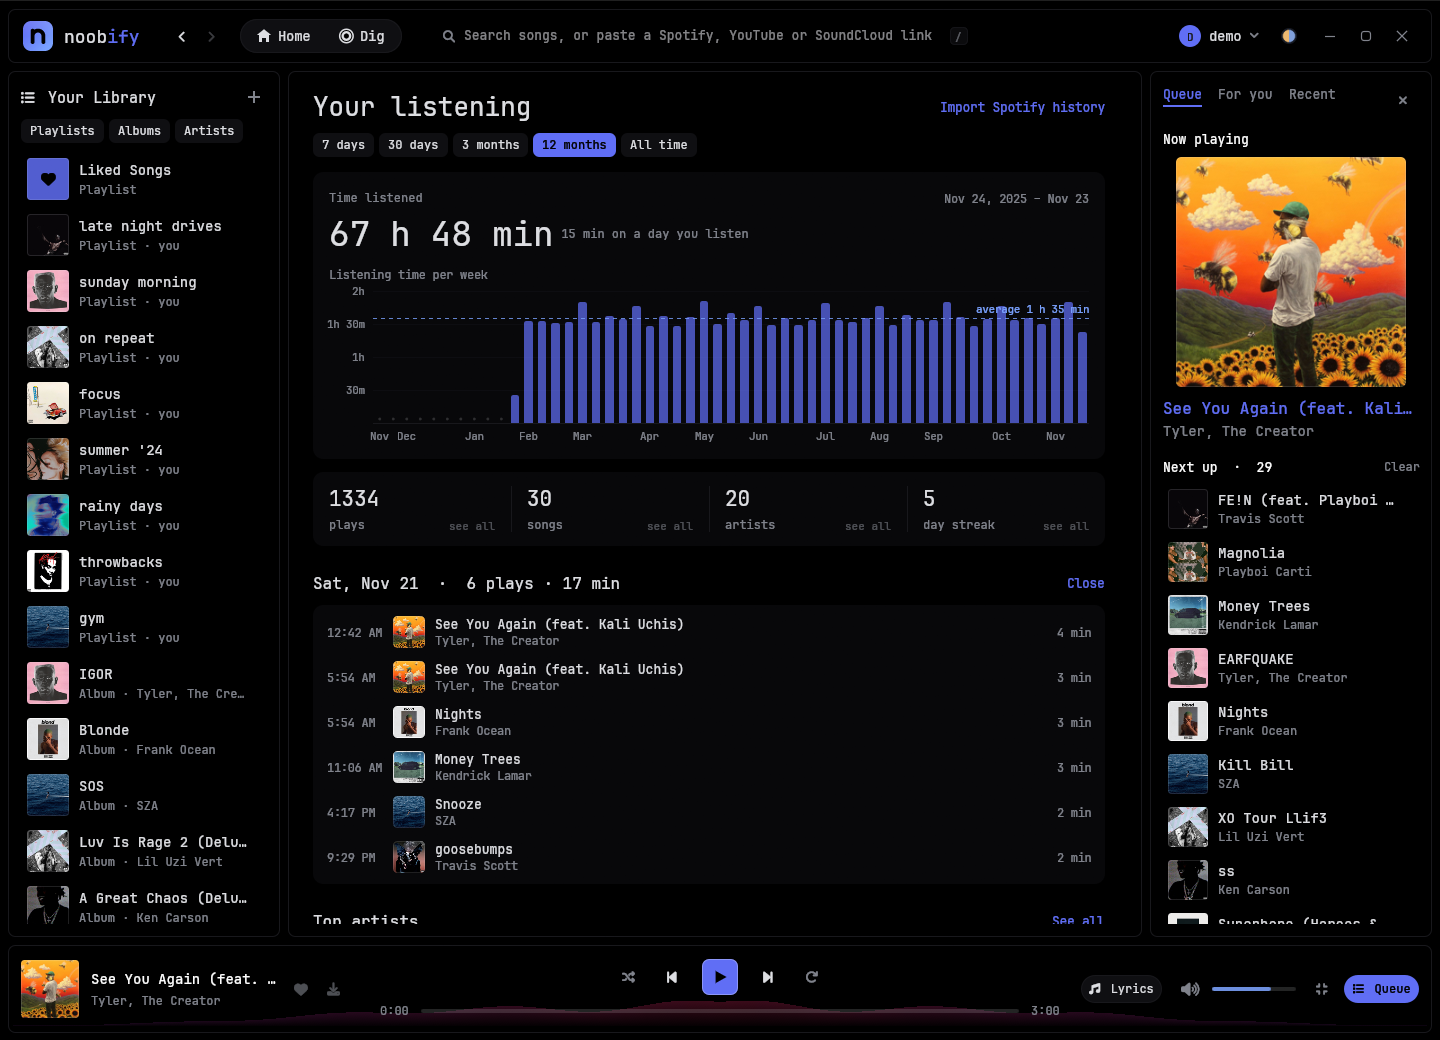 noobify
Home
Dig
Search songs, or paste a Spotify, YouTube or SoundCloud link
/
D
demo
Your Library
Playlists
Albums
Artists
Liked Songs
Playlist
late night drives
Playlist · you
sunday morning
Playlist · you
on repeat
Playlist · you
focus
Playlist · you
summer '24
Playlist · you
rainy days
Playlist · you
throwbacks
Playlist · you
gym
Playlist · you
IGOR
Album · Tyler, The Cre…
Blonde
Album · Frank Ocean
SOS
Album · SZA
Luv Is Rage 2 (Delu…
Album · Lil Uzi Vert
A Great Chaos (Delu…
Album · Ken Carson
Your listening
Import Spotify history
7 days
30 days
3 months
12 months
All time
Time listened
Nov 24, 2025 – Nov 23
67 h 48 min
15 min on a day you listen
Listening time per week
2h
1h 30m
1h
30m
average 1 h 35 min
Nov Dec Jan Feb Mar Apr May Jun Jul Aug Sep Oct Nov
1334
plays
see all
30
songs
see all
20
artists
see all
5
day streak
see all
Sat, Nov 21 · 6 plays · 17 min
Close
12:42 AM
See You Again (feat. Kali Uchis)
Tyler, The Creator
4 min
5:54 AM
See You Again (feat. Kali Uchis)
Tyler, The Creator
3 min
5:54 AM
Nights
Frank Ocean
3 min
11:06 AM
Money Trees
Kendrick Lamar
3 min
4:17 PM
Snooze
SZA
2 min
9:29 PM
goosebumps
Travis Scott
2 min
Top artists
See all
Queue
For you
Recent
Now playing
See You Again (feat. Kali…
Tyler, The Creator
Next up · 29
Clear
FE!N (feat. Playboi …
Travis Scott
Magnolia
Playboi Carti
Money Trees
Kendrick Lamar
EARFQUAKE
Tyler, The Creator
Nights
Frank Ocean
Kill Bill
SZA
XO Tour Llif3
Lil Uzi Vert
ss
Ken Carson
Superhero (Heroes &
See You Again (feat. …
Tyler, The Creator
0:00
3:00
Lyrics
Queue